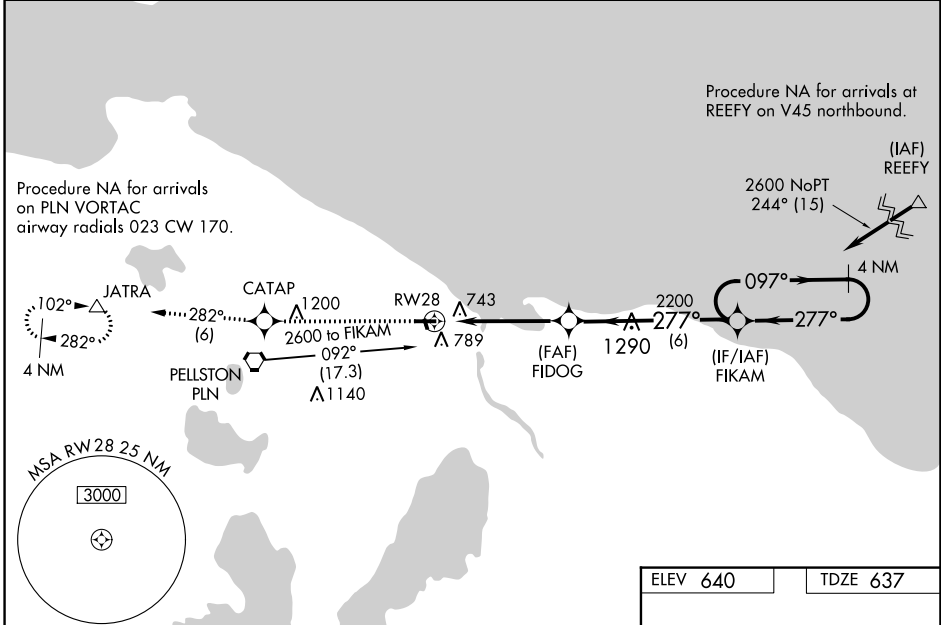 Procedure NA for arrivals at
REEFY on V45 northbound.
(IAF)
REEFY
2600 NoPT
244° (15)
Procedure NA for arrivals
on PLN VORTAC
airway radials 023 CW 170.
4 NM
097°
JATRA
CATAP
1200
RW28
743
2200
102°
282°
(6)
2600 to FIKAM
277°
(6)
277°
282°
789
1290
4 NM
092°
(17.3)
(FAF)
FIDOG
(IF/IAF)
FIKAM
PELLSTON
PLN
1140
MSA RW28 25 NM
3000
ELEV 640
TDZE 637